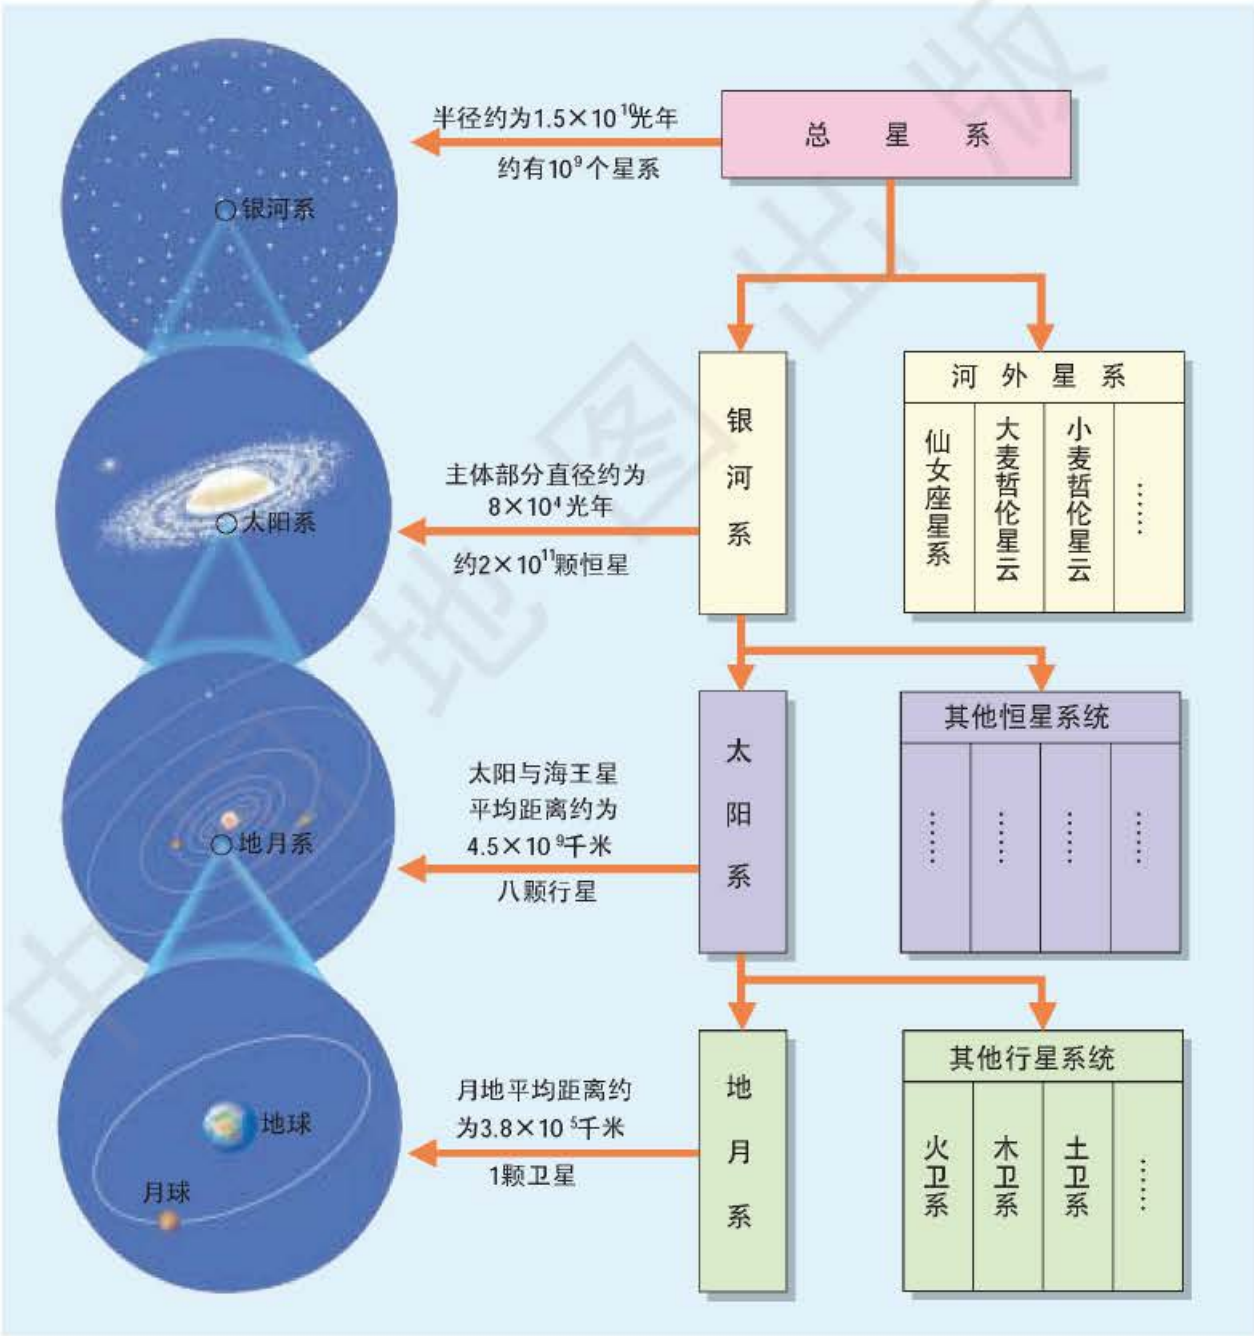 半径约为1.5×10¹⁰光年
约有10⁹个星系
总星系
银河系
银河系
河外星系
仙女座星系
大麦哲伦星云
小麦哲伦星云
……
主体部分直径约为
8×10⁴光年
约2×10¹¹颗恒星
太阳系
太阳系
其他恒星系统
……
……
……
……
太阳与海王星
平均距离约为
4.5×10⁹千米
八颗行星
地月系
地月系
其他行星系统
火卫系
木卫系
土卫系
……
月地平均距离约
为3.8×10⁵千米
1颗卫星
地球
月球
中国地图出版